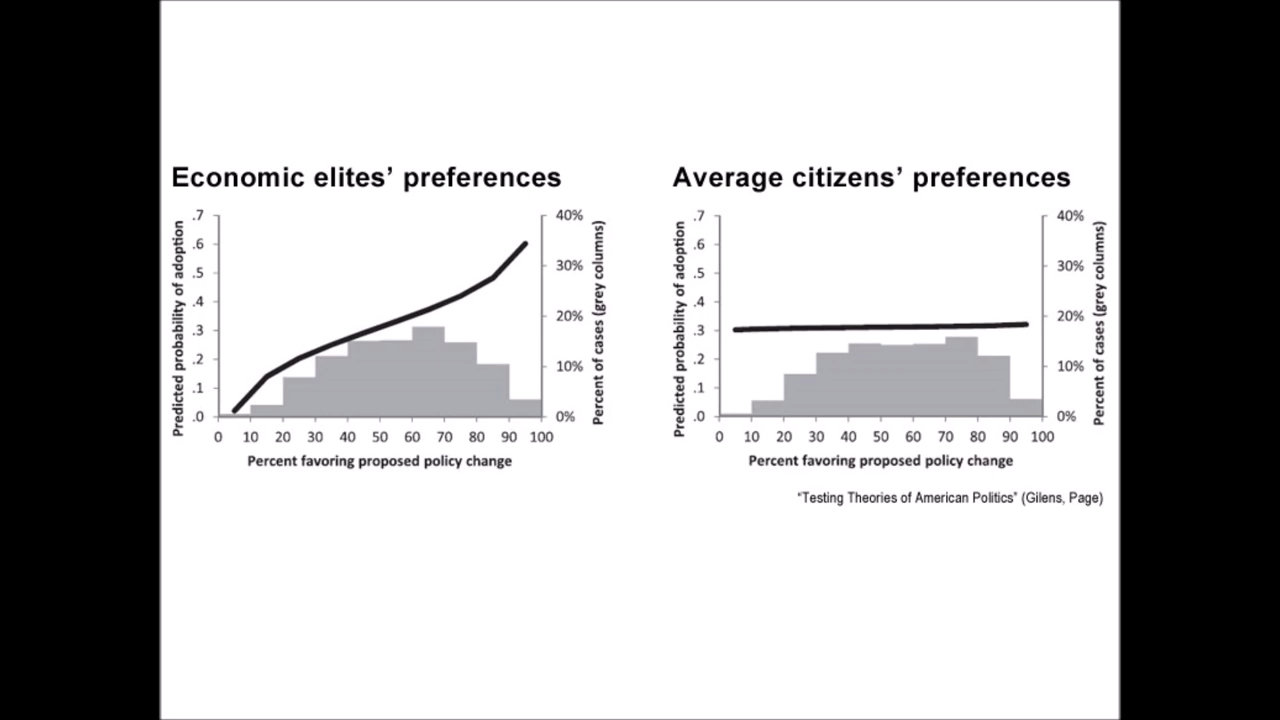 Economic elites’ preferences
Predicted probability of adoption
.7
.6
.5
.4
.3
.2
.1
.0
40%
30%
20%
10%
0%
Percent of cases (grey columns)
0 10 20 30 40 50 60 70 80 90 100
Percent favoring proposed policy change
Average citizens’ preferences
Predicted probability of adoption
.7
.6
.5
.4
.3
.2
.1
.0
40%
30%
20%
10%
0%
Percent of cases (grey columns)
0 10 20 30 40 50 60 70 80 90 100
Percent favoring proposed policy change
“Testing Theories of American Politics” (Gilens, Page)